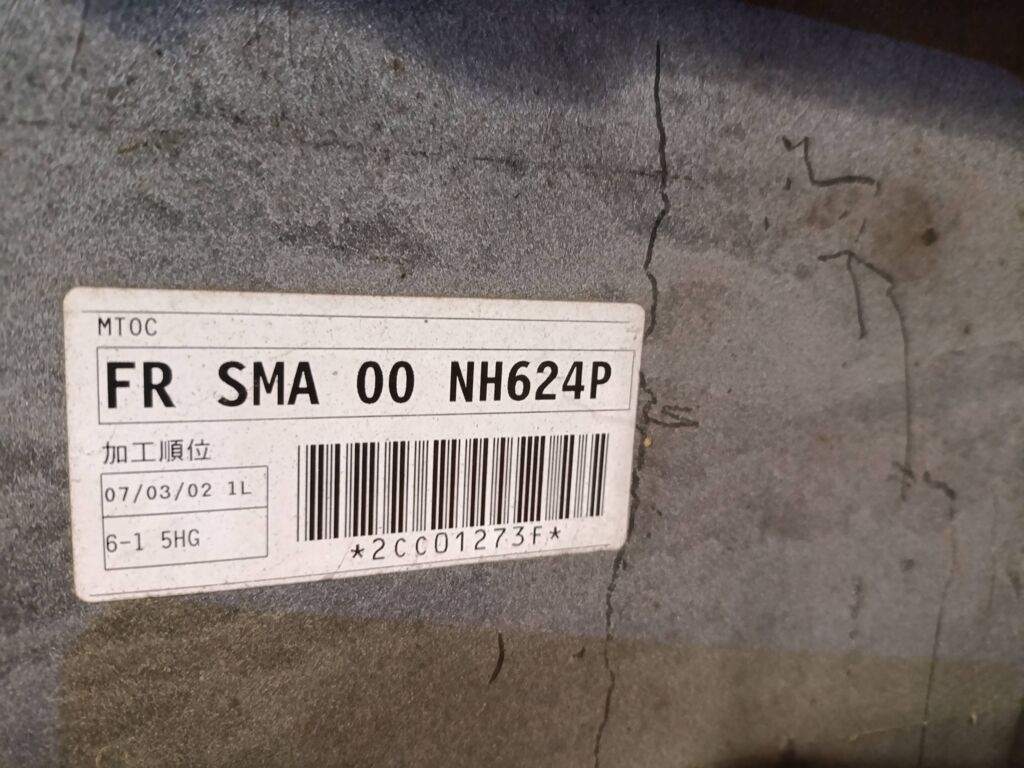 MTOC
FR SMA 00 NH624P
加工順位
07/03/02 1L
6-1 5HG
*2CC01273F*